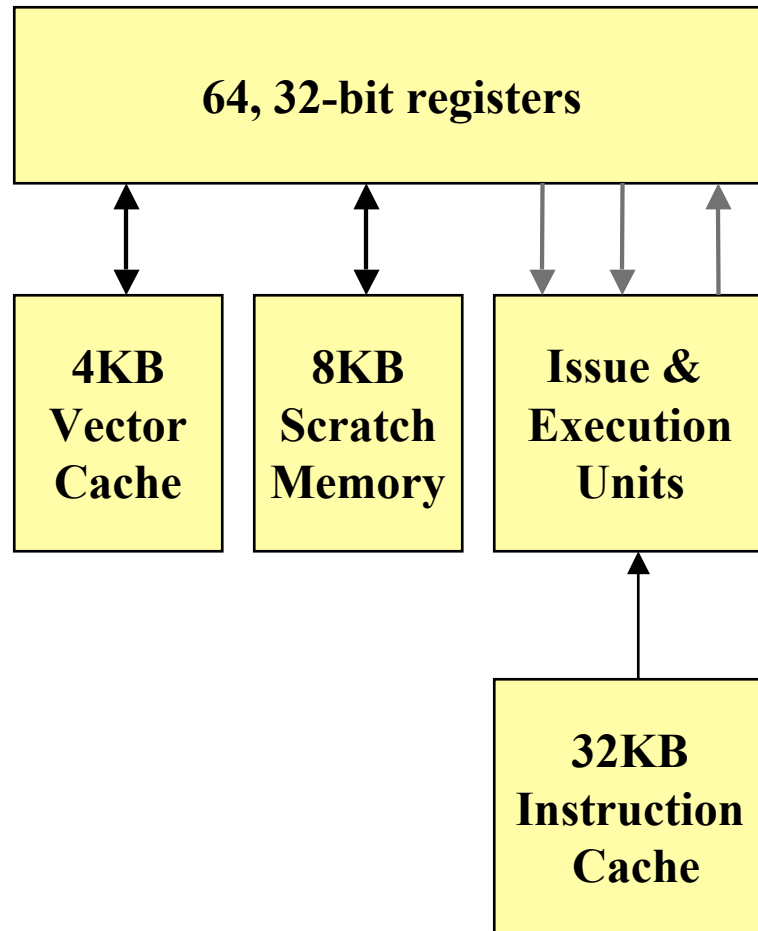 64, 32-bit registers
4KB
Vector
Cache
8KB
Scratch
Memory
Issue &
Execution
Units
32KB
Instruction
Cache